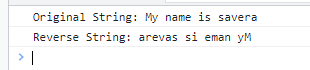 Original String: My name is savera
Reverse String: arevas si eman yM
>